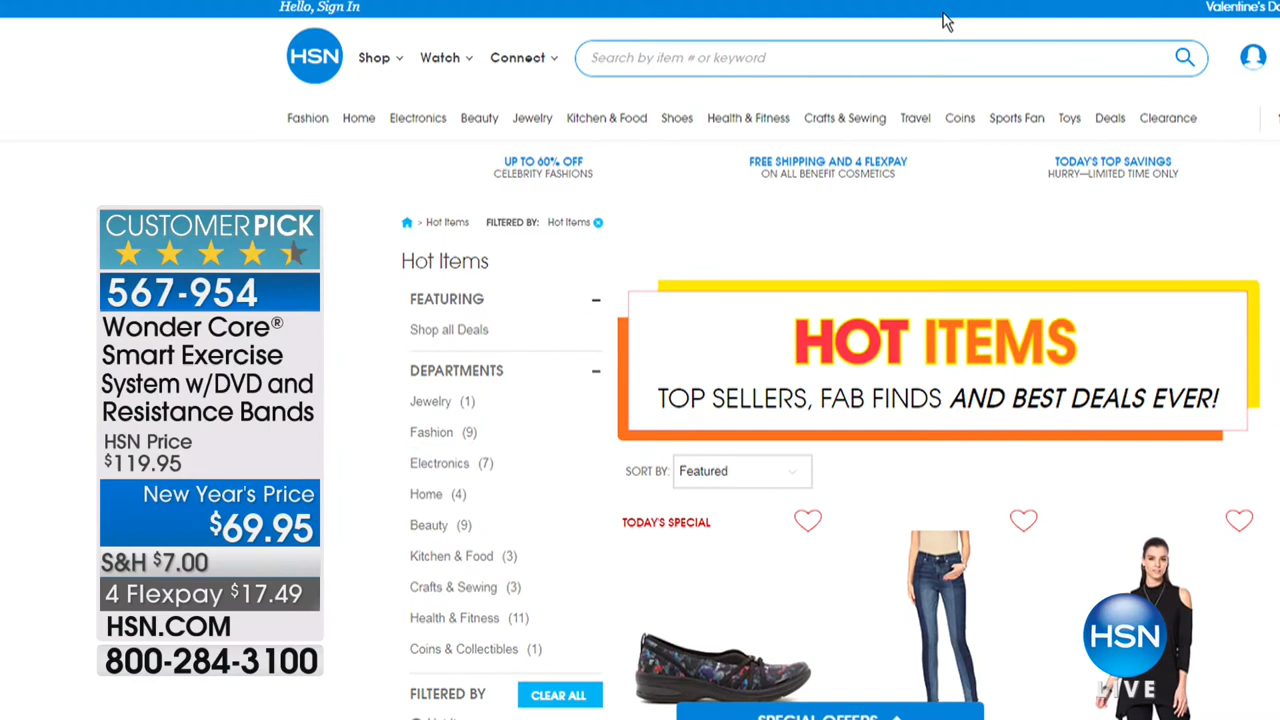 Hello, Sign In
Valentine's Da
HSN
Shop
Watch
Connect
Search by item # or keyword
Fashion Home Electronics Beauty Jewelry Kitchen & Food Shoes Health & Fitness Crafts & Sewing Travel Coins Sports Fan Toys Deals Clearance
UP TO 60% OFF
CELEBRITY FASHIONS
FREE SHIPPING AND 4 FLEXPAY
ON ALL BENEFIT COSMETICS
TODAY'S TOP SAVINGS
HURRY—LIMITED TIME ONLY
CUSTOMER PICK
567-954
Wonder Core®
Smart Exercise
System w/DVD and
Resistance Bands
HSN Price
$119.95
New Year's Price
$69.95
S&H $7.00
4 Flexpay $17.49
HSN.COM
800-284-3100
> Hot Items FILTERED BY: Hot Items
Hot Items
FEATURING
Shop all Deals
DEPARTMENTS
Jewelry (1)
Fashion (9)
Electronics (7)
Home (4)
Beauty (9)
Kitchen & Food (3)
Crafts & Sewing (3)
Health & Fitness (11)
Coins & Collectibles (1)
FILTERED BY
CLEAR ALL
HOT ITEMS
TOP SELLERS, FAB FINDS AND BEST DEALS EVER!
SORT BY: Featured
TODAY'S SPECIAL
SPECIAL OFFERS
HSN
LIVE